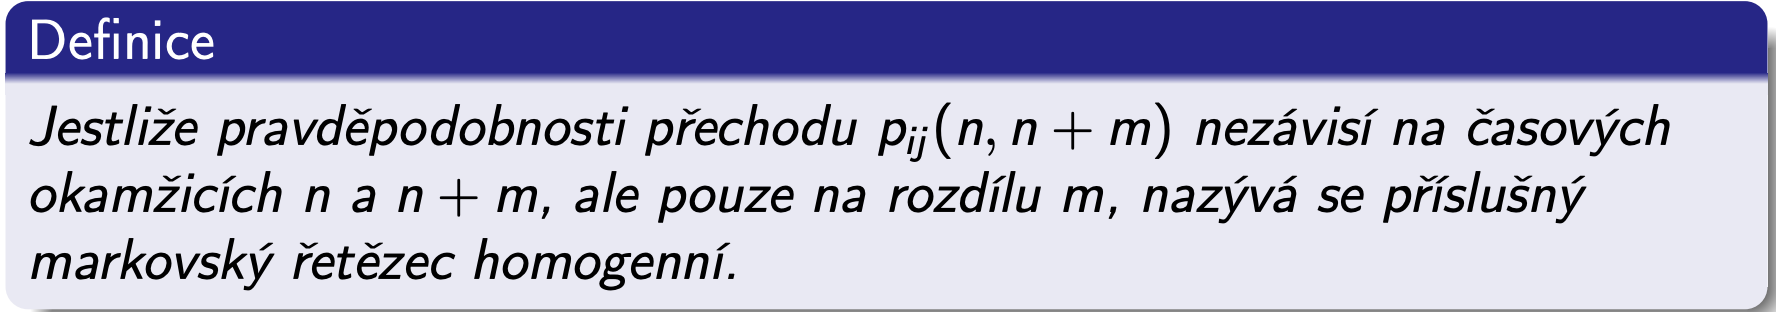 Definice
Jestliže pravděpodobnosti přechodu p_{ij}(n, n + m) nezávisí na časových
okamžicích n a n + m, ale pouze na rozdílu m, nazývá se příslušný
markovský řetězec homogenní.